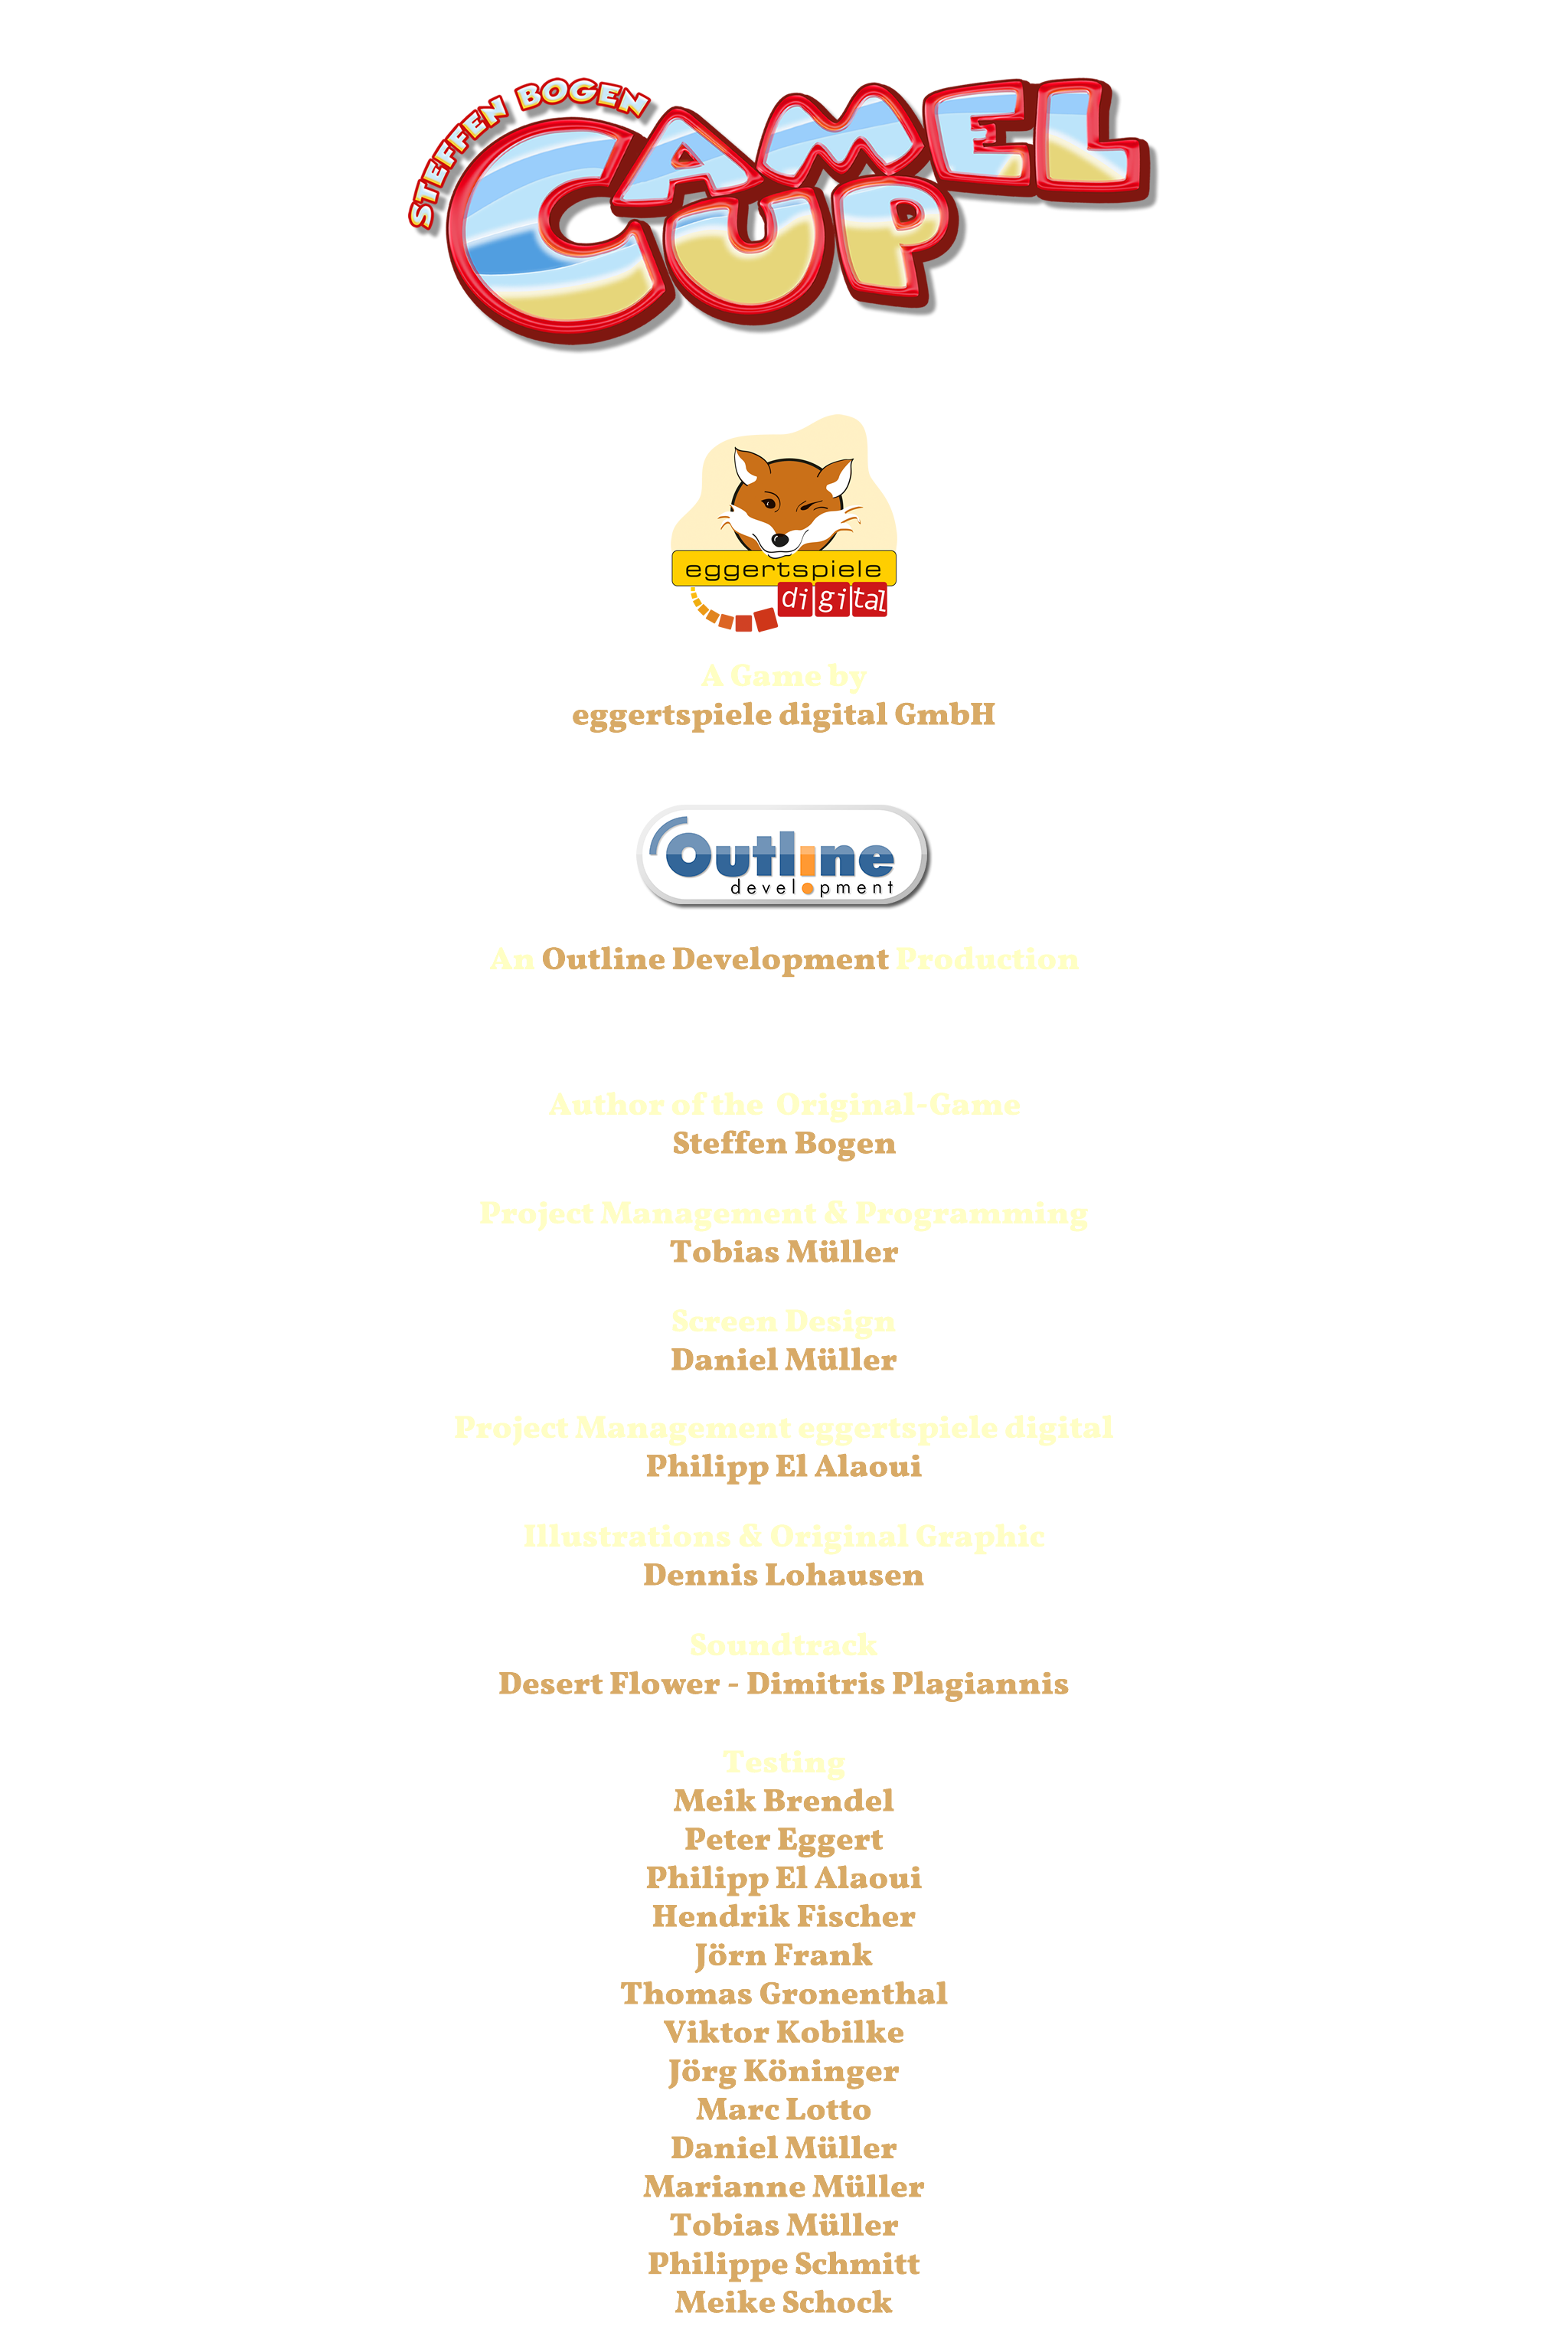 STEFFEN BOGEN
CAMEL
CUP
eggertspiele
digital
A Game by
eggertspiele digital GmbH
Outline
development
An Outline Development Production
Author of the Original-Game
Steffen Bogen
Project Management & Programming
Tobias Müller
Screen Design
Daniel Müller
Project Management eggertspiele digital
Philipp El Alaoui
Illustrations & Original Graphic
Dennis Lohausen
Soundtrack
Desert Flower - Dimitris Plagiannis
Testing
Meik Brendel
Peter Eggert
Philipp El Alaoui
Hendrik Fischer
Jörn Frank
Thomas Gronenthal
Viktor Kobilke
Jörg Köninger
Marc Lotto
Daniel Müller
Marianne Müller
Tobias Müller
Philippe Schmitt
Meike Schock